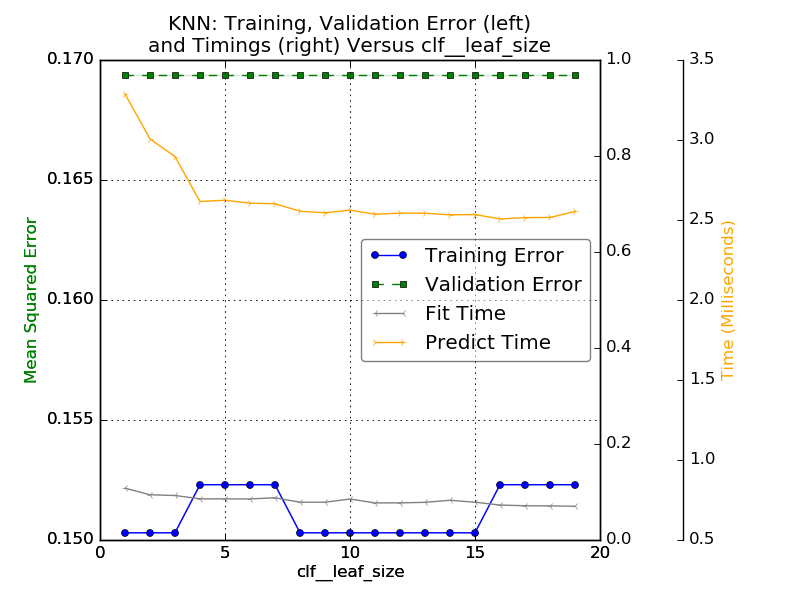 KNN: Training, Validation Error (left)
and Timings (right) Versus clf__leaf_size
0.170
0.165
0.160
0.155
0.150
Mean Squared Error
0
5
10
15
20
clf__leaf_size
Training Error
Validation Error
Fit Time
Predict Time
1.0
0.8
0.6
0.4
0.2
0.0
3.5
3.0
2.5
2.0
1.5
1.0
0.5
Time (Milliseconds)